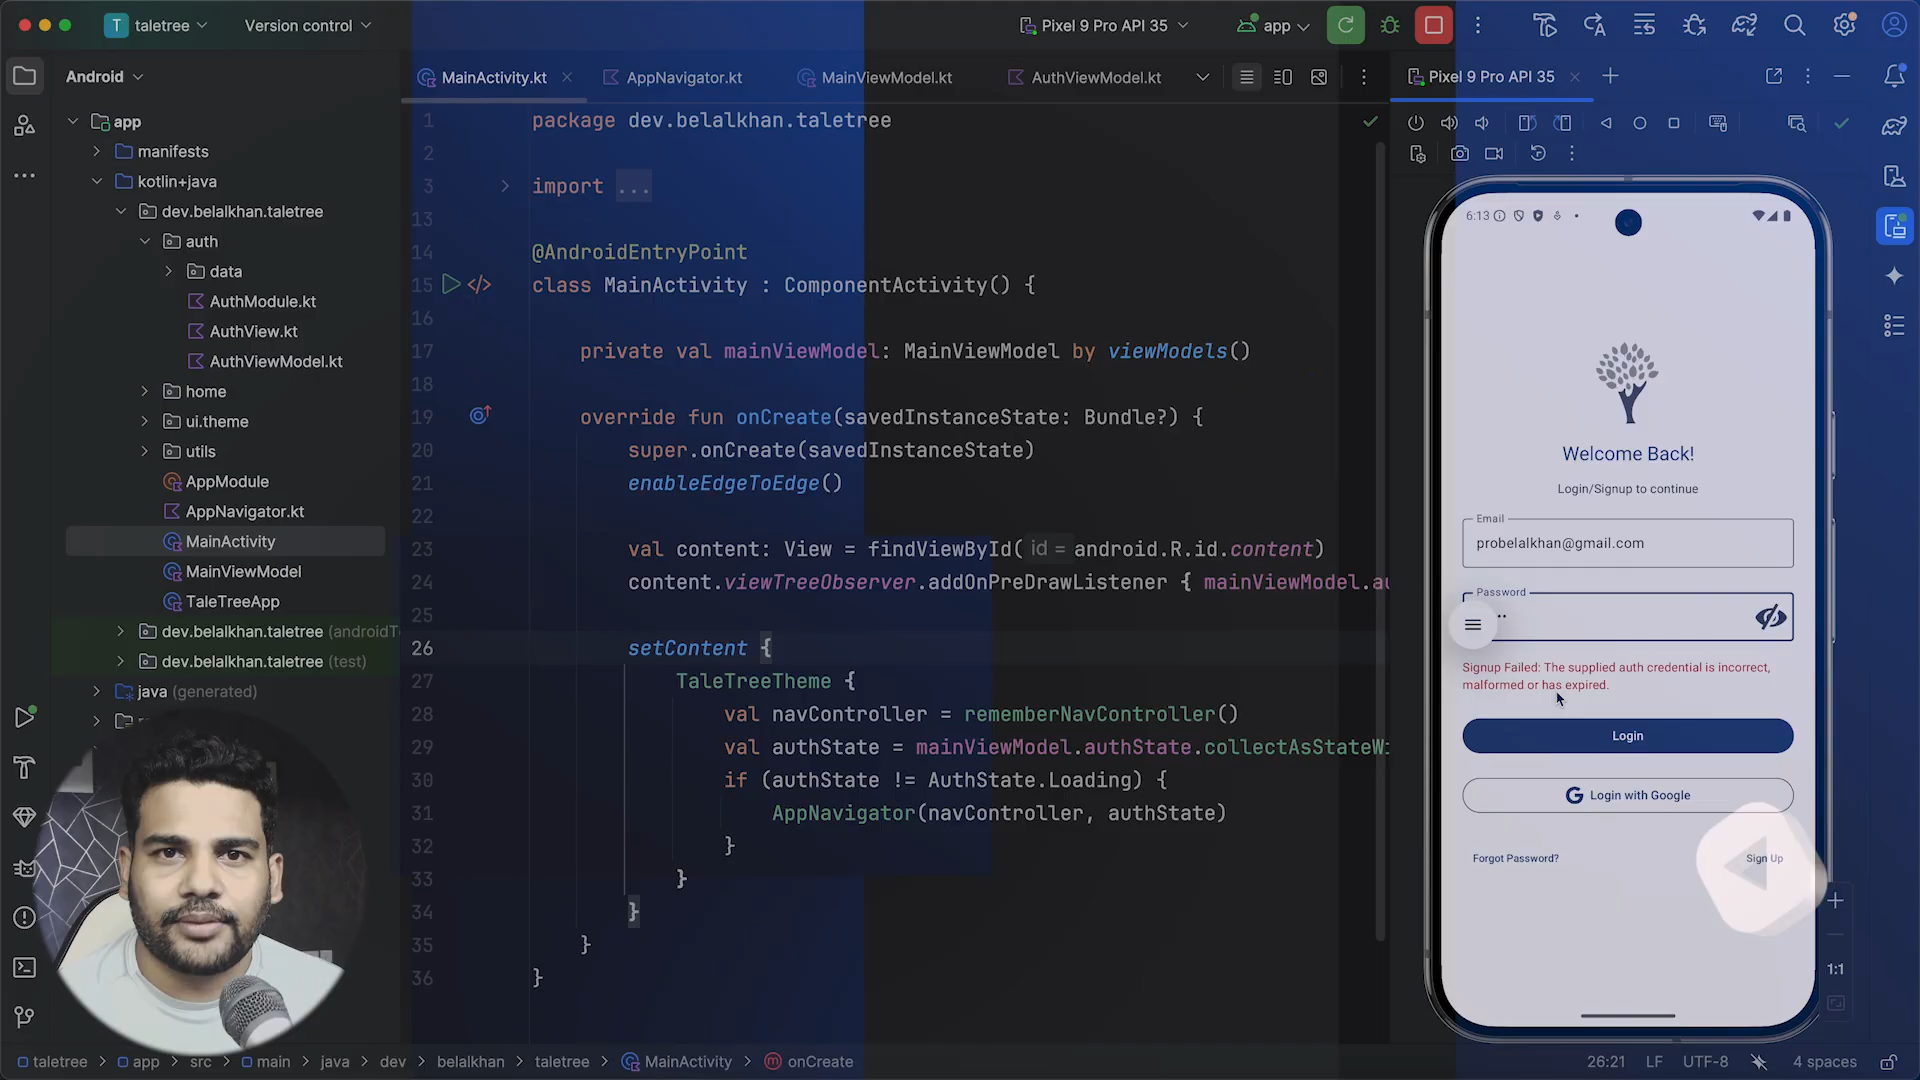 T taletree
Version control
Pixel 9 Pro API 35
app
Android
MainActivity.kt
AppNavigator.kt
MainViewModel.kt
AuthViewModel.kt
Pixel 9 Pro API 35
app
manifests
kotlin+java
dev.belalkhan.taletree
auth
data
AuthModule.kt
AuthView.kt
AuthViewModel.kt
home
ui.theme
utils
AppModule
AppNavigator.kt
MainActivity
MainViewModel
TaleTreeApp
dev.belalkhan.taletree (androidT
dev.belalkhan.taletree (test)
java (generated)
1 package dev.belalkhan.taletree
2
3 import ...
13
14 @AndroidEntryPoint
15 class MainActivity : ComponentActivity() {
16
17 private val mainViewModel: MainViewModel by viewModels()
18
19 override fun onCreate(savedInstanceState: Bundle?) {
20 super.onCreate(savedInstanceState)
21 enableEdgeToEdge()
22
23 val content: View = findViewById( id = android.R.id.content)
24 content.viewTreeObserver.addOnPreDrawListener { mainViewModel.au
25
26 setContent {
27 TaleTreeTheme {
28 val navController = rememberNavController()
29 val authState = mainViewModel.authState.collectAsStateWi
30 if (authState != AuthState.Loading) {
31 AppNavigator(navController, authState)
32 }
33 }
34 }
35 }
36 }
6:13
Welcome Back!
Login/Signup to continue
Email
probelalkhan@gmail.com
Password
Signup Failed: The supplied auth credential is incorrect,
malformed or has expired.
Login
G Login with Google
Forgot Password?
Sign Up
1:1
taletree > app > src > main > java > dev > belalkhan > taletree > MainActivity > onCreate
26:21 LF UTF-8 4 spaces